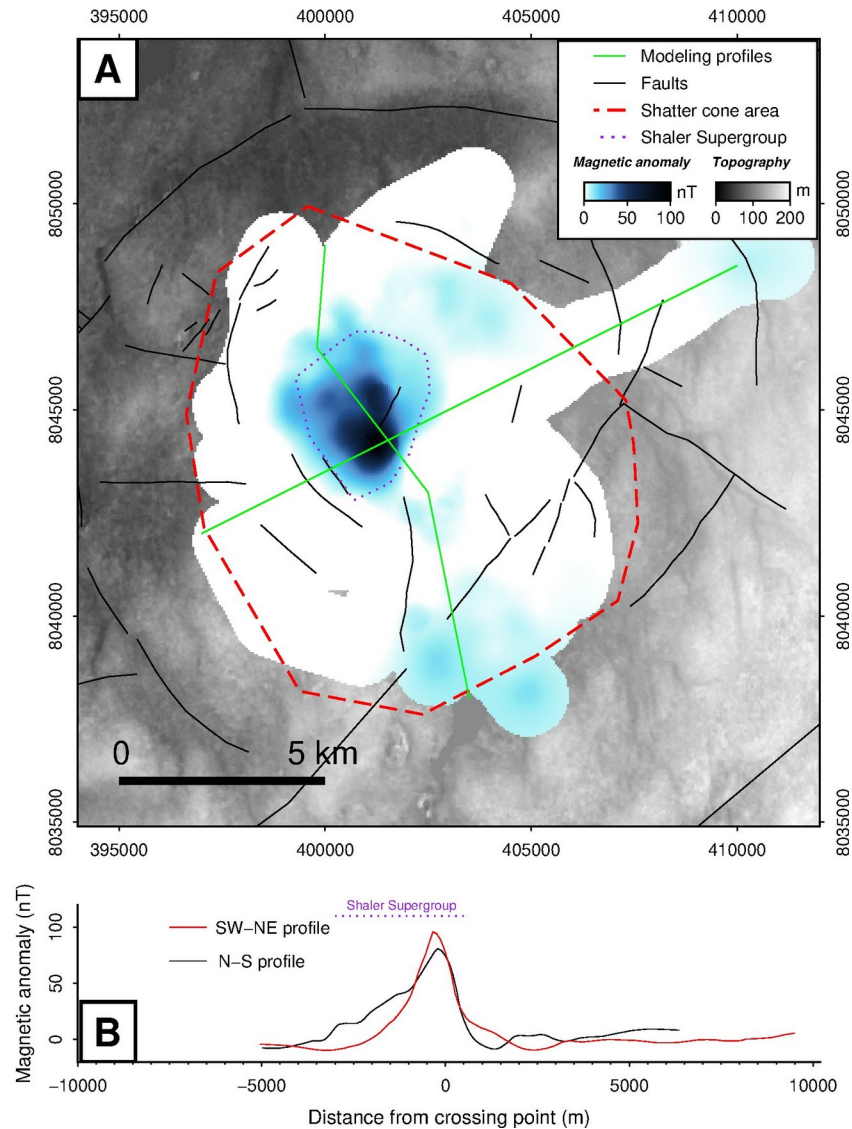 395000 400000 405000 410000
A
Modeling profiles
Faults
Shatter cone area
Shaler Supergroup
Magnetic anomaly Topography
nT m
0 50 100 0 100 200
8050000 8050000
8045000 8045000
8040000 8040000
8035000 8035000
0 5 km
395000 400000 405000 410000
Magnetic anomaly (nT)
100
50
0
Shaler Supergroup
SW−NE profile
N−S profile
B
−10000 −5000 0 5000 10000
Distance from crossing point (m)